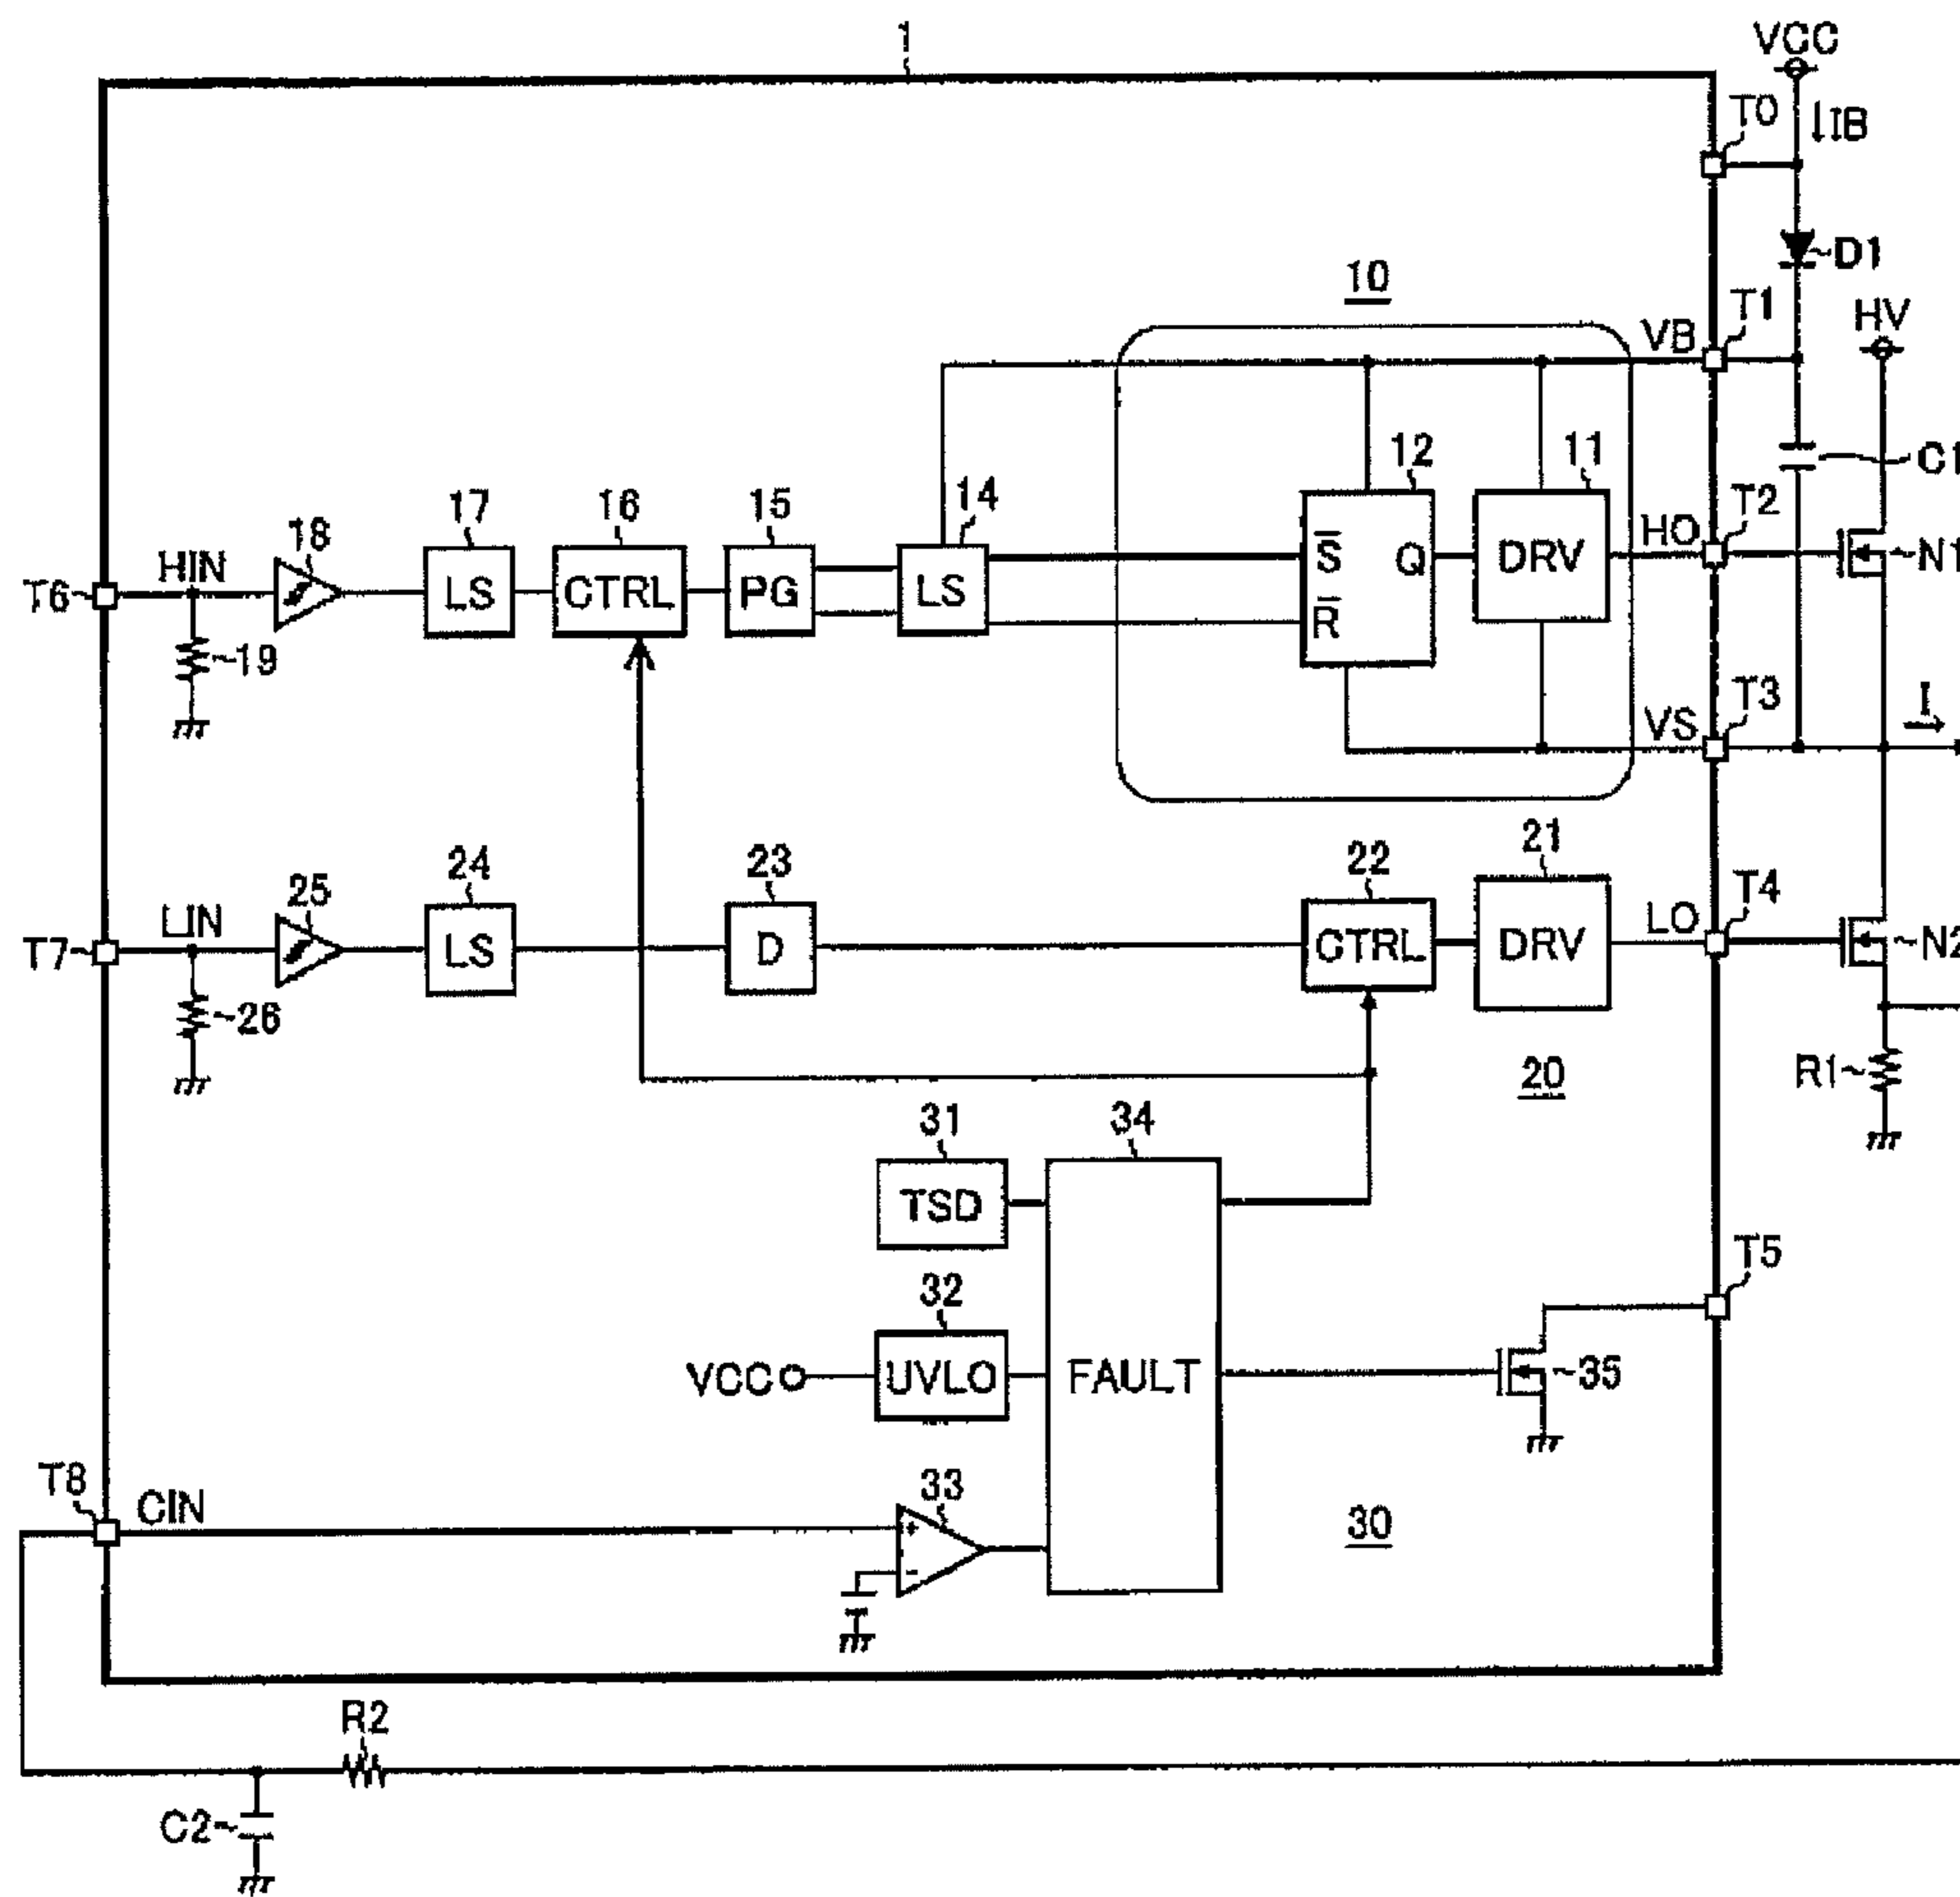 1
VCC
T0
IB
D1
10
T1
HV
VB
12
11
C1
18
17
16
15
14
T2
HIN
HO
T6
LS
CTRL
PG
LS
S
Q
DRV
N1
R
19
T3
I
VS
25
24
23
22
21
T4
LIN
LO
T7
LS
D
CTRL
DRV
N2
26
20
R1
31
34
TSD
T5
32
VCC
UVLO
FAULT
35
T8
CIN
33
+
-
30
R2
C2